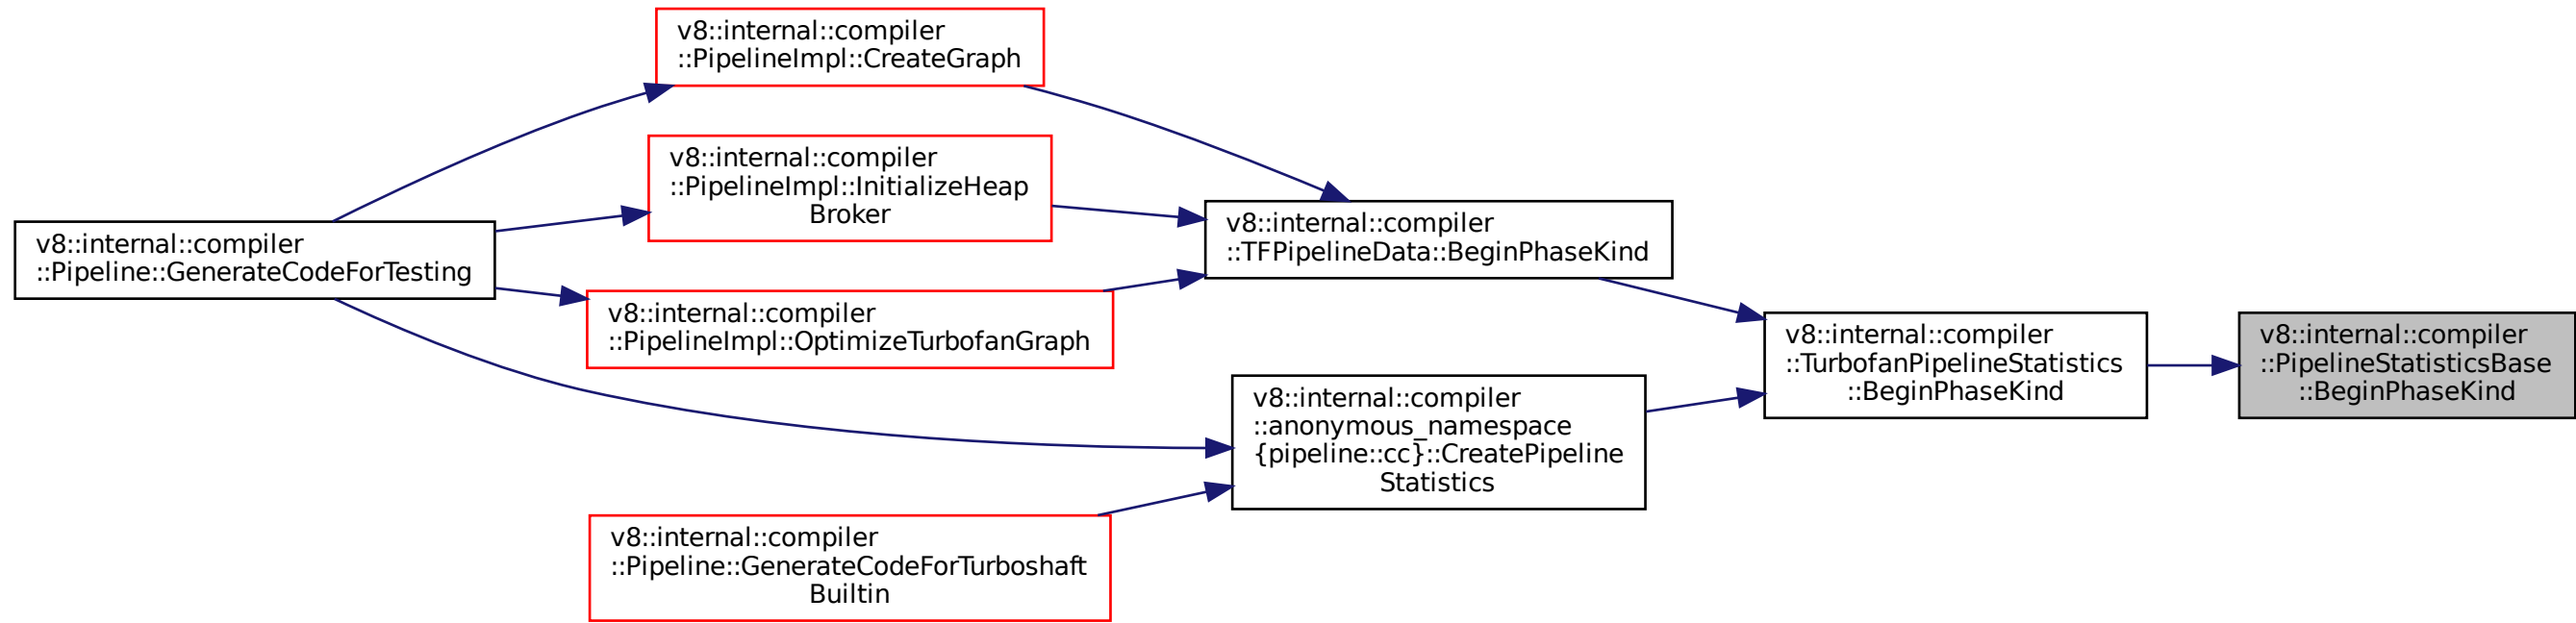 v8::internal::compiler
::PipelineImpl::CreateGraph
v8::internal::compiler
::PipelineImpl::InitializeHeap
Broker
v8::internal::compiler
::Pipeline::GenerateCodeForTesting
v8::internal::compiler
::PipelineImpl::OptimizeTurbofanGraph
v8::internal::compiler
::Pipeline::GenerateCodeForTurboshaft
Builtin
v8::internal::compiler
::TFPipelineData::BeginPhaseKind
v8::internal::compiler
::anonymous_namespace
{pipeline::cc}::CreatePipeline
Statistics
v8::internal::compiler
::TurbofanPipelineStatistics
::BeginPhaseKind
v8::internal::compiler
::PipelineStatisticsBase
::BeginPhaseKind